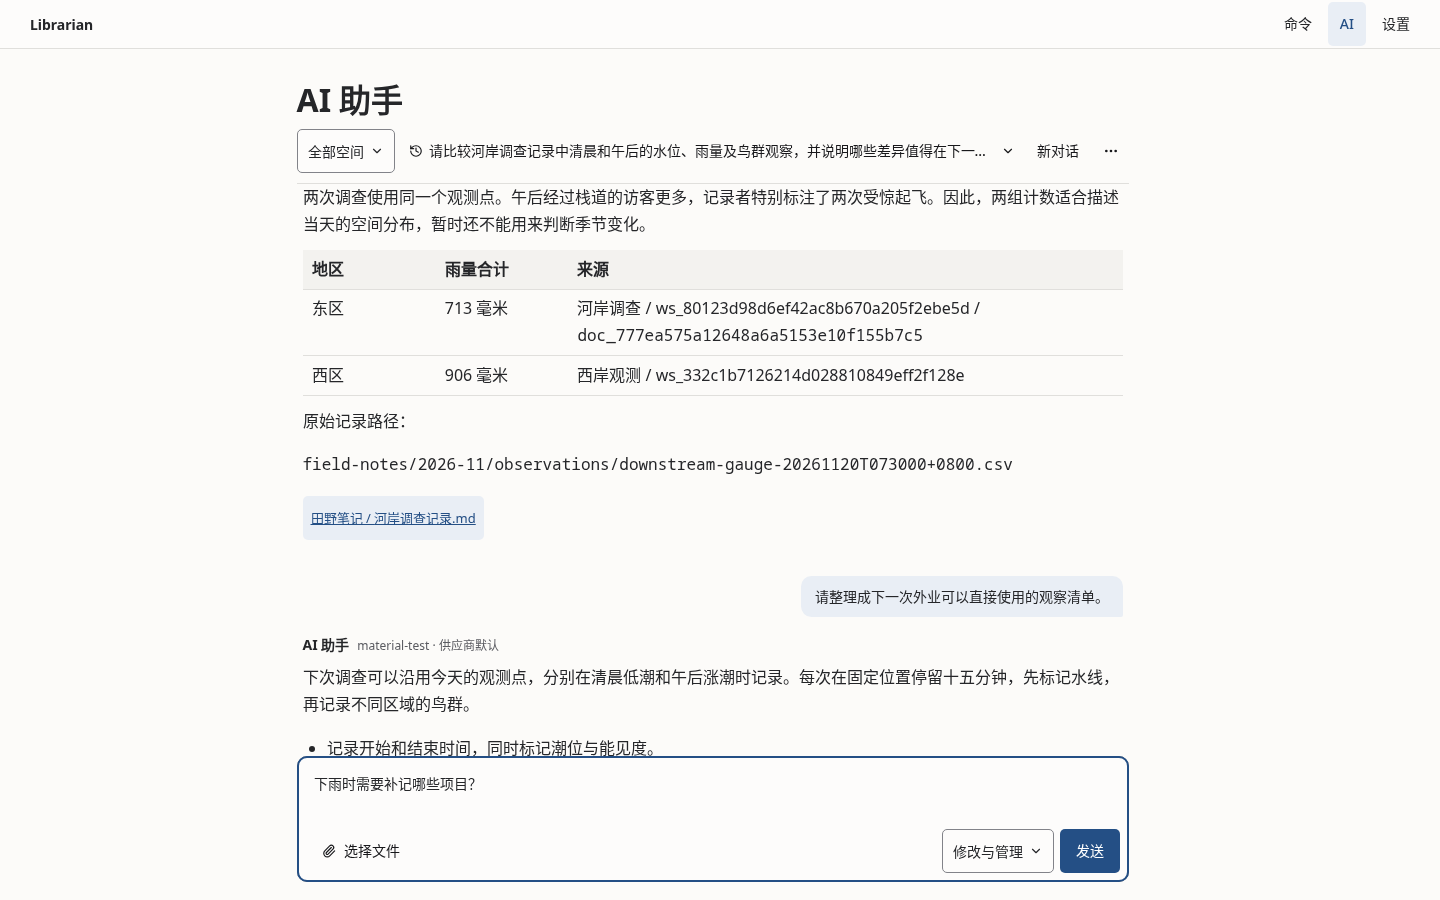 Librarian
命令
AI
设置
AI 助手
全部空间
请比较河岸调查记录中清晨和午后的水位、雨量及鸟群观察，并说明哪些差异值得在下一...
新对话
两次调查使用同一个观测点。午后经过栈道的访客更多，记录者特别标注了两次受惊起飞。因此，两组计数适合描述
当天的空间分布，暂时还不能用来判断季节变化。
地区 雨量合计 来源
东区 713 毫米 河岸调查 / ws_80123d98d6ef42ac8b670a205f2ebe5d /
doc_777ea575a12648a6a5153e10f155b7c5
西区 906 毫米 西岸观测 / ws_332c1b7126214d028810849eff2f128e
原始记录路径：
field-notes/2026-11/observations/downstream-gauge-20261120T073000+0800.csv
田野笔记 / 河岸调查记录.md
请整理成下一次外业可以直接使用的观察清单。
AI 助手 material-test · 供应商默认
下次调查可以沿用今天的观测点，分别在清晨低潮和午后涨潮时记录。每次在固定位置停留十五分钟，先标记水线，
再记录不同区域的鸟群。
• 记录开始和结束时间，同时标记潮位与能见度。
下雨时需要补记哪些项目？
选择文件
修改与管理
发送